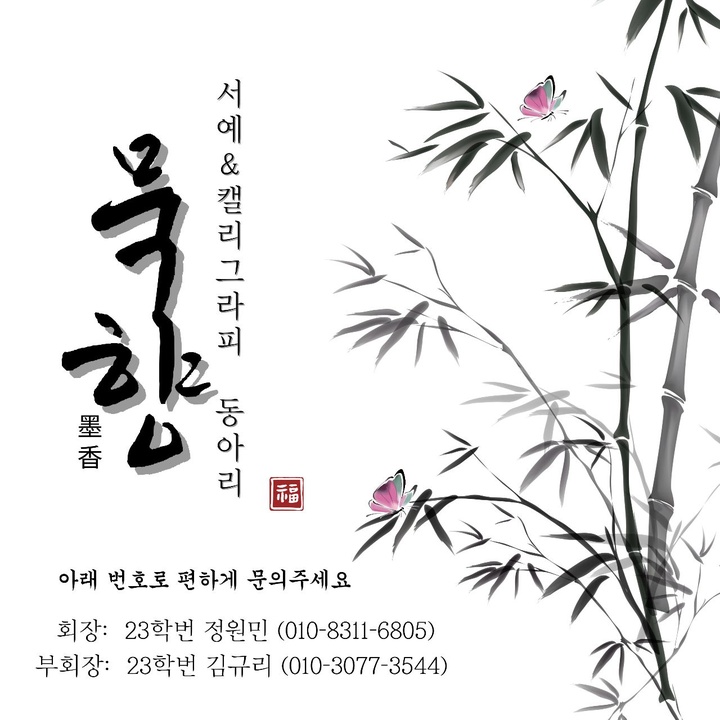 묵향
墨香
서예&캘리그라피 동아리
福
아래 번호로 편하게 문의주세요
회장: 23학번 정원민 (010-8311-6805)
부회장: 23학번 김규리 (010-3077-3544)